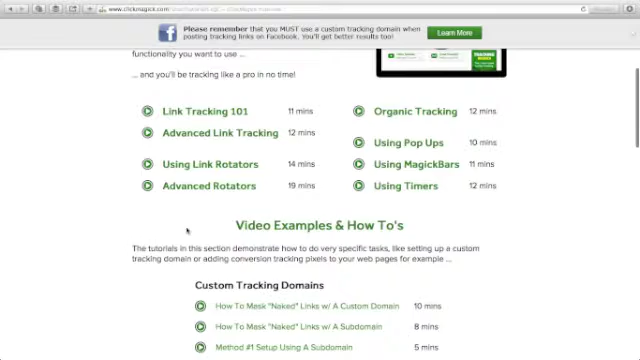 www.clickmagick.com
Please remember that you MUST use a custom tracking domain when
posting tracking links on Facebook. You'll get better results too!
Learn More
functionality you want to use ...
... and you'll be tracking like a pro in no time!
Link Tracking 101 11 mins
Advanced Link Tracking 12 mins
Using Link Rotators 14 mins
Advanced Rotators 19 mins
Organic Tracking 12 mins
Using Pop Ups 10 mins
Using MagickBars 11 mins
Using Timers 12 mins
Video Examples & How To's
The tutorials in this section demonstrate how to do very specific tasks, like setting up a custom
tracking domain or adding conversion tracking pixels to your web pages for example ...
Custom Tracking Domains
How To Mask "Naked" Links w/ A Custom Domain 10 mins
How To Mask "Naked" Links w/ A Subdomain 8 mins
Method #1 Setup Using A Subdomain 5 mins